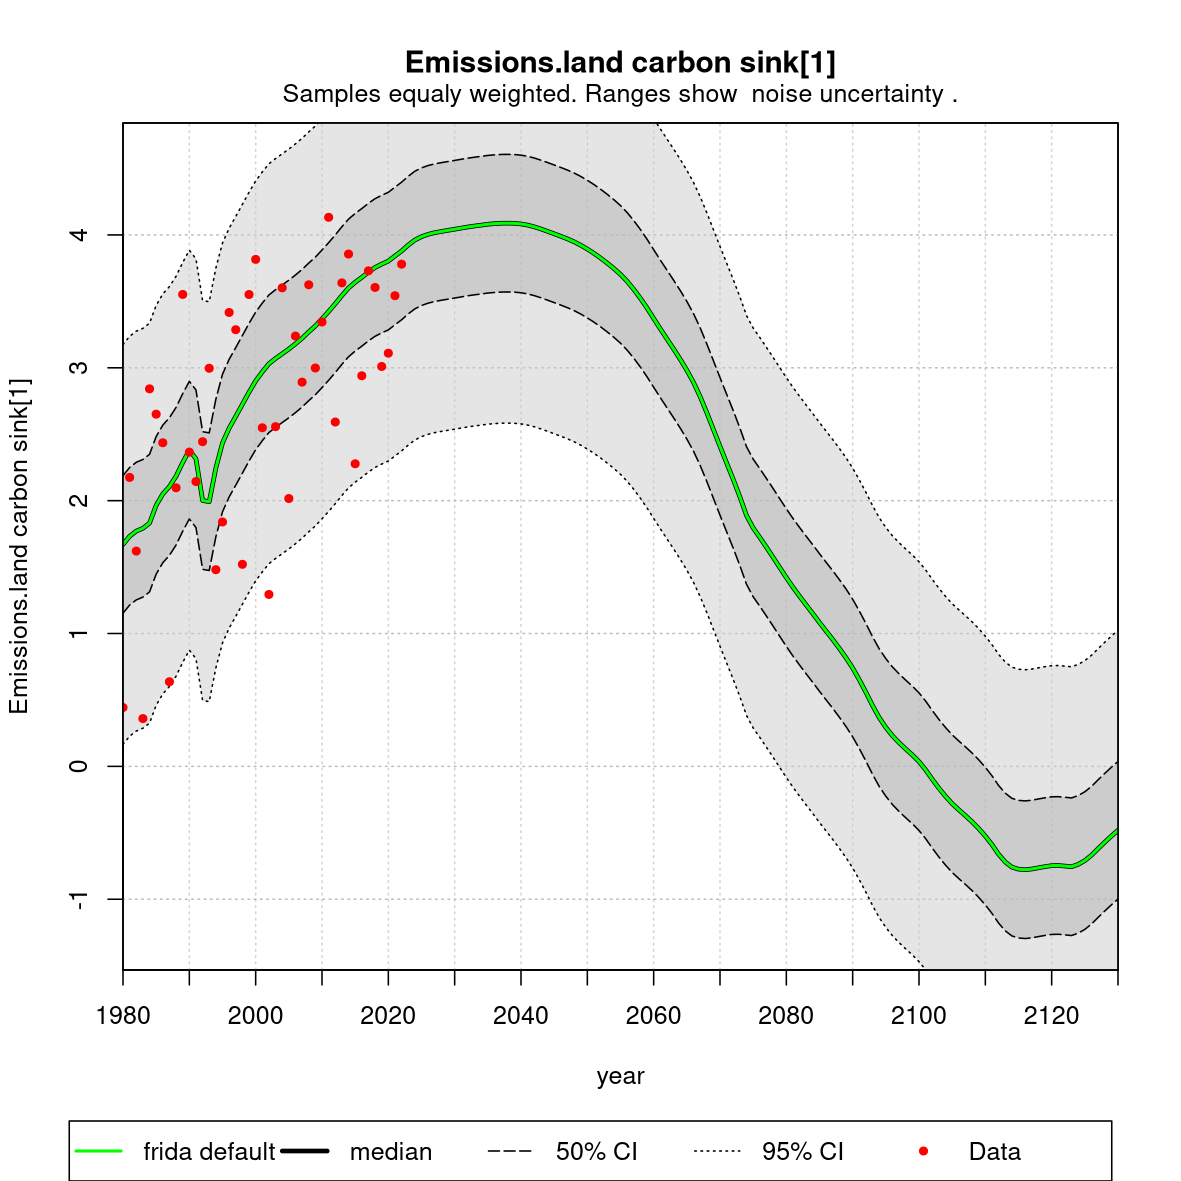 Emissions.land carbon sink[1]
Samples equaly weighted. Ranges show  noise uncertainty .
Emissions.land carbon sink[1]
4
3
2
1
0
-1
1980 2000 2020 2040 2060 2080 2100 2120
year
frida default median 50% CI 95% CI Data